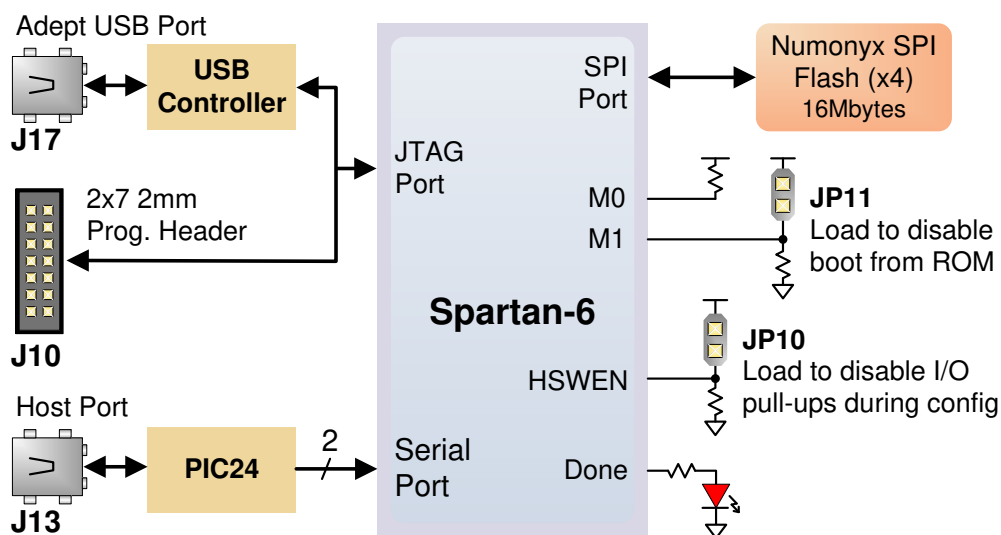 Adept USB Port
USB
Controller
J17
2x7 2mm
Prog. Header
J10
Host Port
PIC24
2
J13
SPI
Port
JTAG
Port
M0
M1
Spartan-6
HSWEN
Serial
Port
Done
Numonyx SPI
Flash (x4)
16Mbytes
JP11
Load to disable
boot from ROM
JP10
Load to disable I/O
pull-ups during config